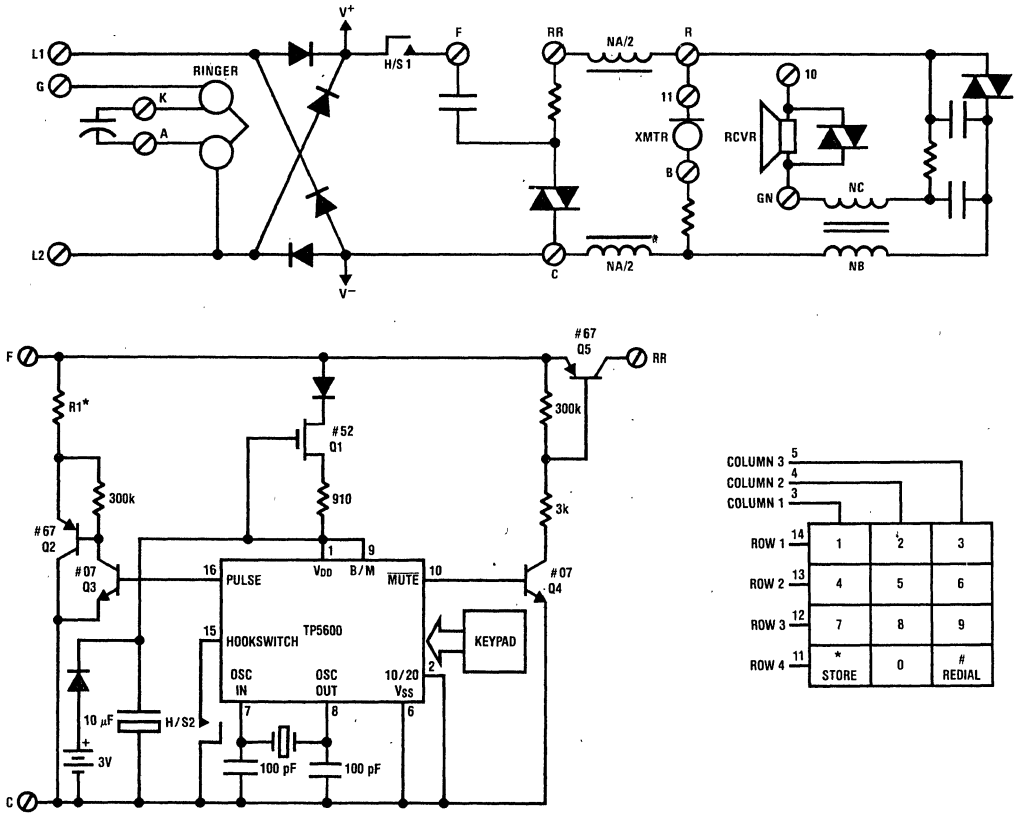 L1
V+
H/S 1
F
RR
NA/2
R
G
RINGER
K
A
11
XMTR
B
10
RCVR
GN
NC
L2
V−
C
NA/2
*
NB
F
R1*
#52
Q1
#67
Q5
RR
300k
300k
910
3k
#67
Q2
#07
Q3
#07
Q4
16
PULSE
1
VDD
9
B/M
10
MUTE
15
HOOKSWITCH
TP5600
KEYPAD
OSC
IN
OSC
OUT
10/20
2
VSS
7
8
6
10 µF
H/S2
+
3V
100 pF
100 pF
C
COLUMN 3 5
COLUMN 2 4
COLUMN 1 3
ROW 1 14 1 2 3
ROW 2 13 4 5 6
ROW 3 12 7 8 9
ROW 4 11 * STORE 0 # REDIAL